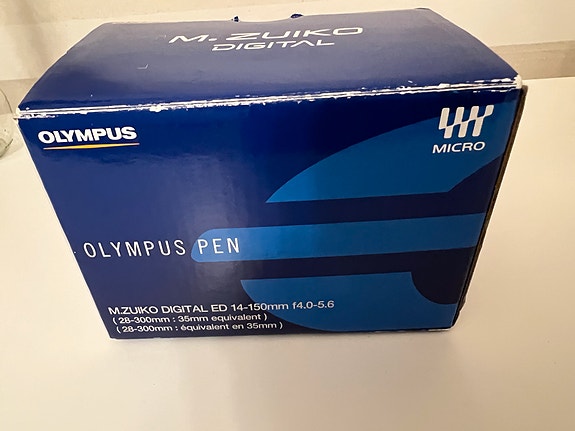 M. ZUIKO
DIGITAL
OLYMPUS
MICRO
OLYMPUS PEN
M.ZUIKO DIGITAL ED 14-150mm f4.0-5.6
( 28-300mm : 35mm equivalent )
( 28-300mm : équivalent en 35mm )